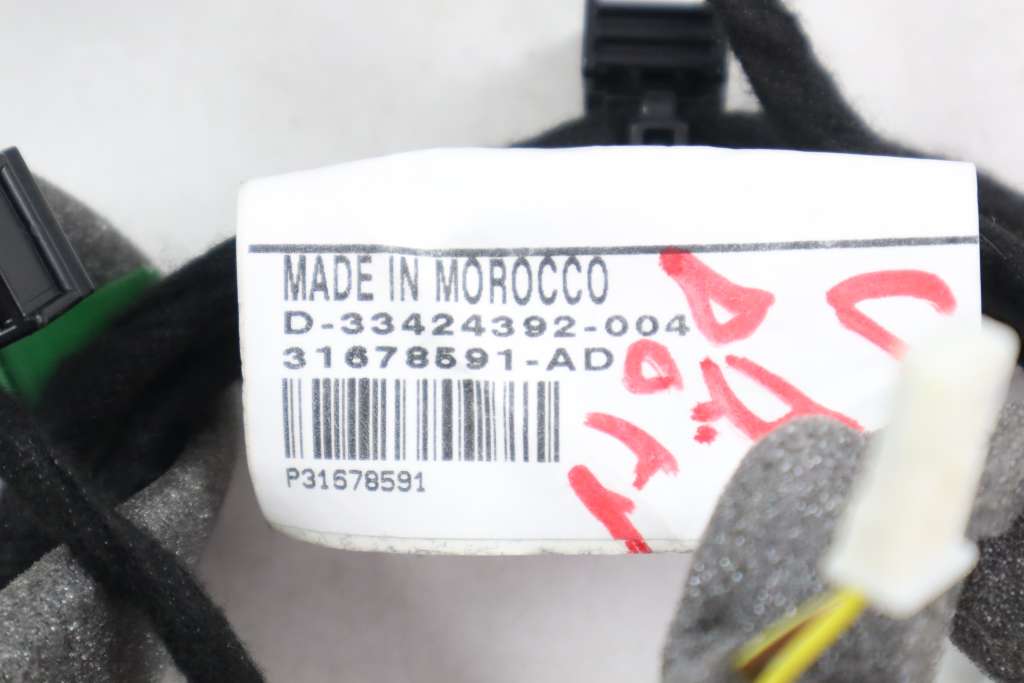 MADE IN MOROCCO
D-33424392-004
31678591-AD
P31678591